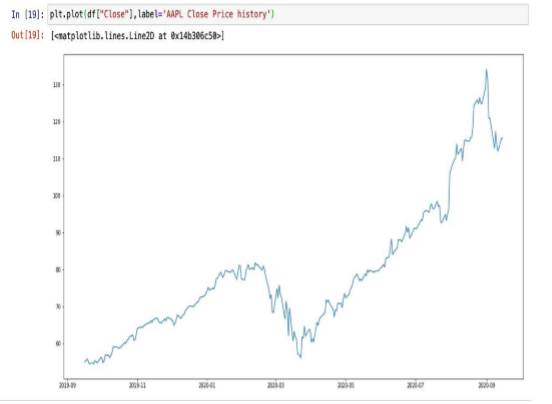 In [19]: plt.plot(df["Close"],label='AAPL Close Price history')
Out[19]: [<matplotlib.lines.Line2D at 0x14b306c50>]
130
120
110
100
90
80
70
60
2019-09 2019-11 2020-01 2020-03 2020-05 2020-07 2020-09